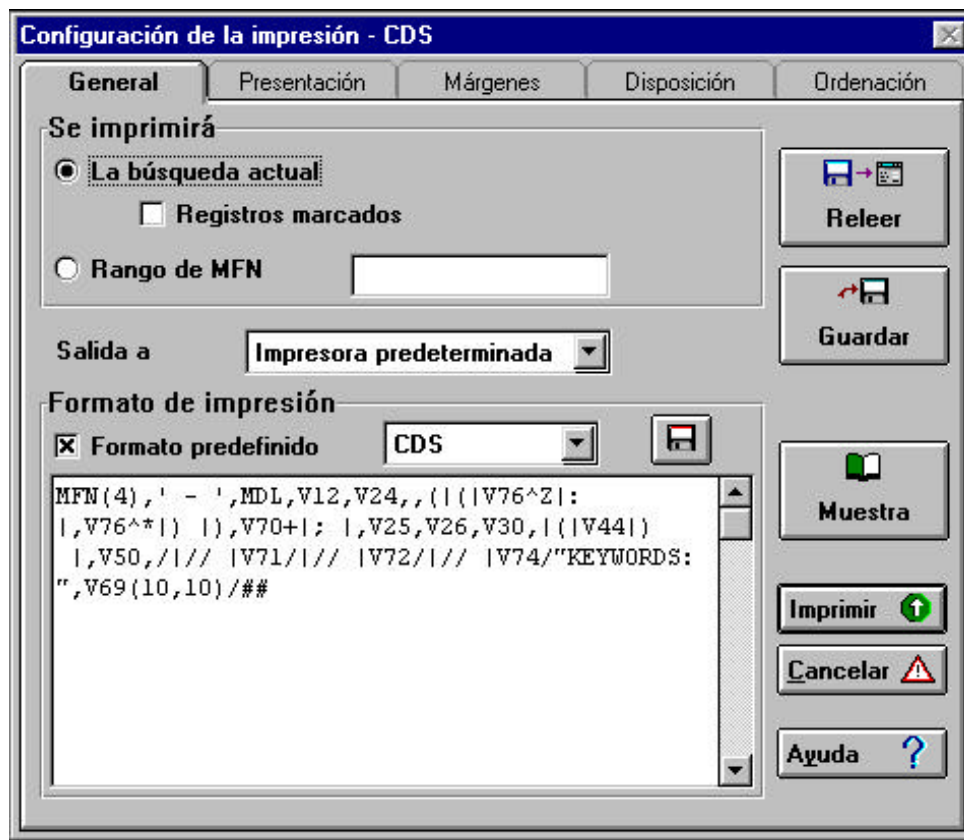 Configuración de la impresión - CDS
General Presentación Márgenes Disposición Ordenación
Se imprimirá
La búsqueda actual
Registros marcados
Rango de MFN
Releer
Guardar
Salida a Impresora predeterminada
Formato de impresión
Formato predefinido CDS
MFN(4),' - ',MDL,V12,V24,,(|(|V76^Z|:
|,V76^*|) |),V70+|; |,V25,V26,V30,|(|V44|)
|,V50,/|// |V71/|// |V72/|// |V74/"KEYWORDS:
",V69(10,10)/##
Muestra
Imprimir
Cancelar
Ayuda